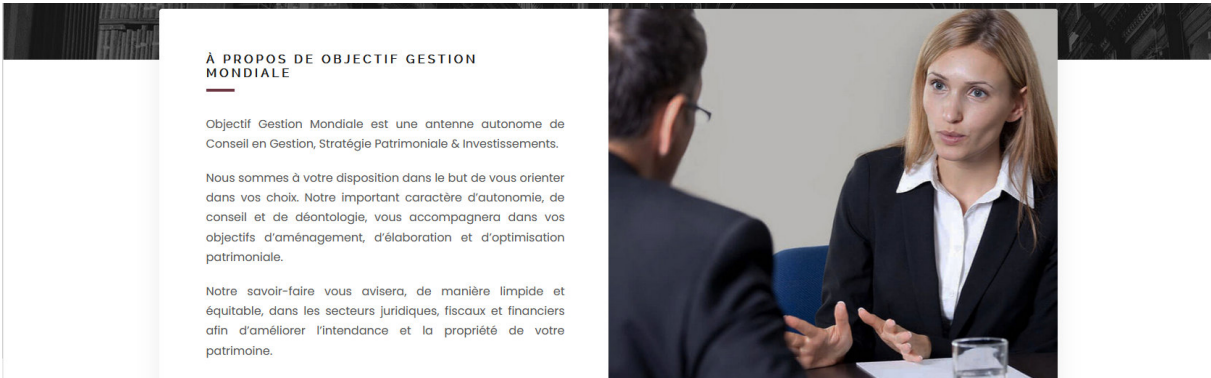 À PROPOS DE OBJECTIF GESTION
MONDIALE
Objectif Gestion Mondiale est une antenne autonome de
Conseil en Gestion, Stratégie Patrimoniale & Investissements.
Nous sommes à votre disposition dans le but de vous orienter
dans vos choix. Notre important caractère d'autonomie, de
conseil et de déontologie, vous accompagnera dans vos
objectifs d'aménagement, d'élaboration et d'optimisation
patrimoniale.
Notre savoir-faire vous avisera, de manière limpide et
équitable, dans les secteurs juridiques, fiscaux et financiers
afin d'améliorer l'intendance et la propriété de votre
patrimoine.